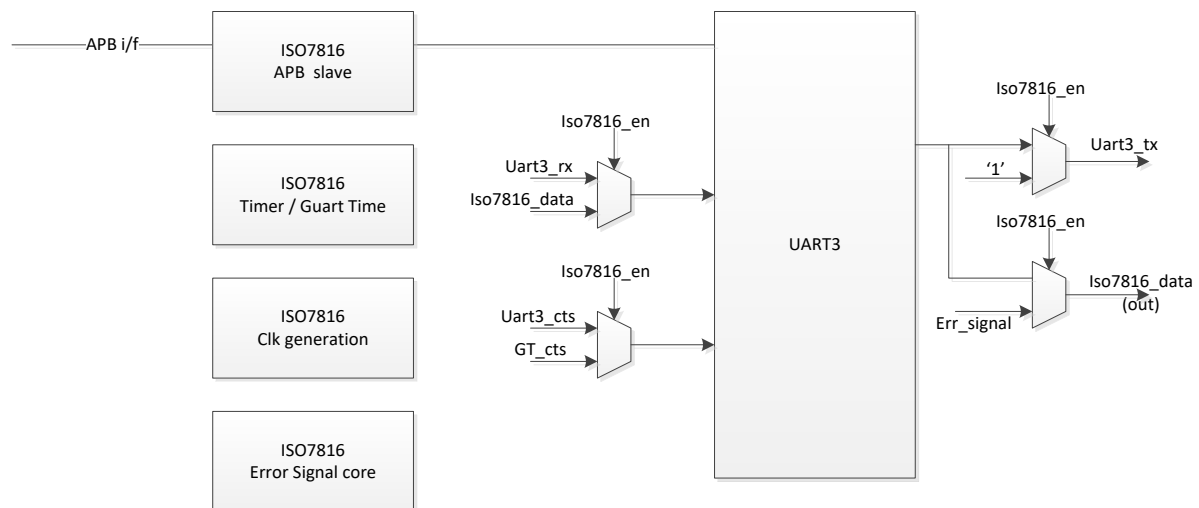 APB i/f
ISO7816
APB slave
Iso7816_en
Iso7816_en
Uart3_tx
Uart3_rx
'1'
ISO7816
Timer / Guart Time
Iso7816_data
Iso7816_en
UART3
Iso7816_en
Iso7816_data
(out)
Uart3_cts
Err_signal
ISO7816
Clk generation
GT_cts
ISO7816
Error Signal core